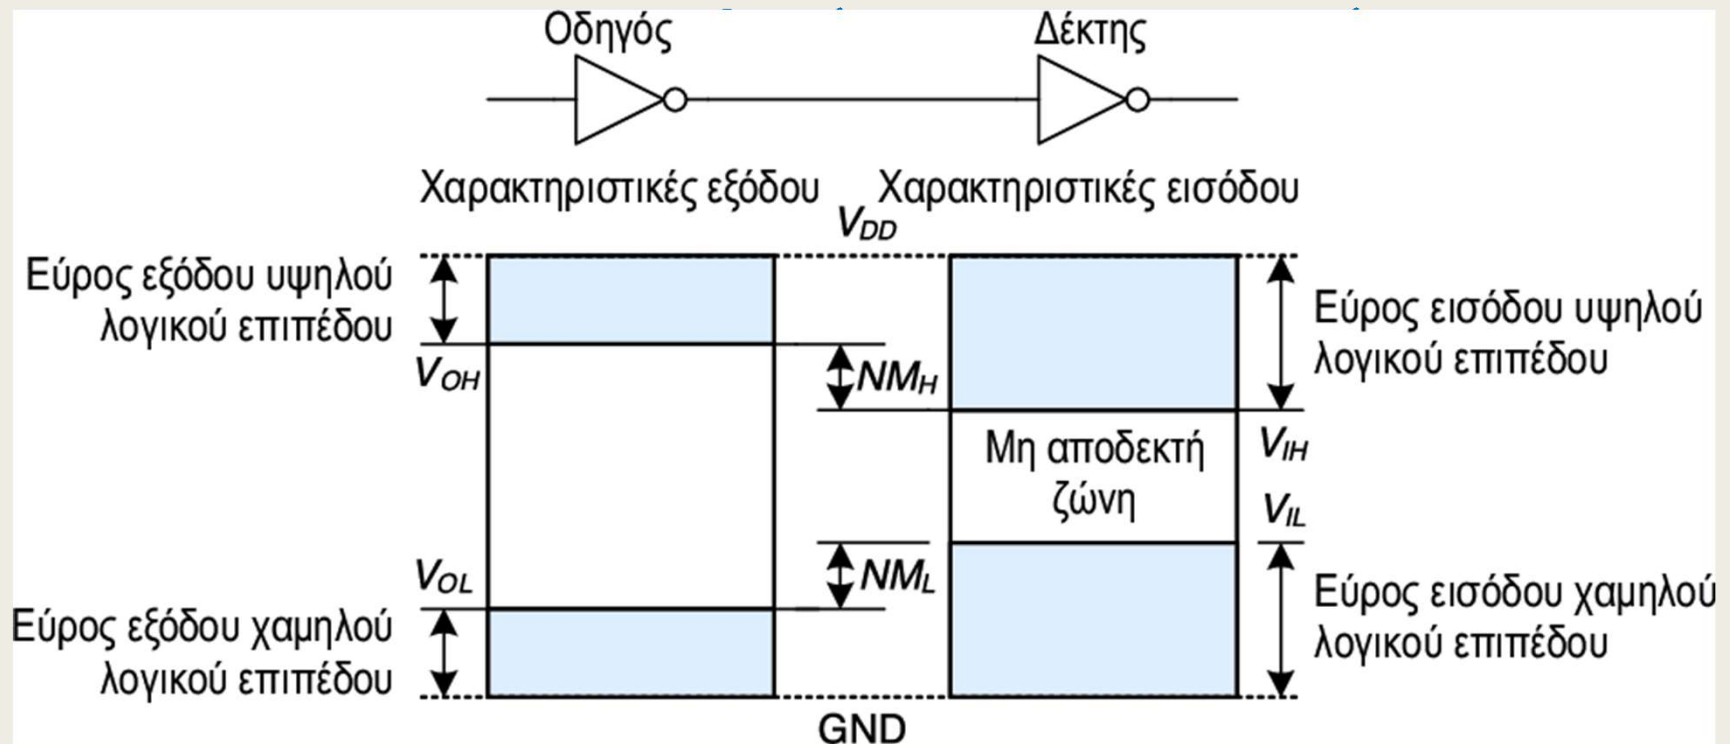 Οδηγός
Δέκτης
Χαρακτηριστικές εξόδου
Χαρακτηριστικές εισόδου
VDD
Εύρος εξόδου υψηλού
λογικού επιπέδου
Εύρος εισόδου υψηλού
λογικού επιπέδου
VOH
NMH
Μη αποδεκτή
ζώνη
VIH
VIL
VOL
NML
Εύρος εξόδου χαμηλού
λογικού επιπέδου
Εύρος εισόδου χαμηλού
λογικού επιπέδου
GND